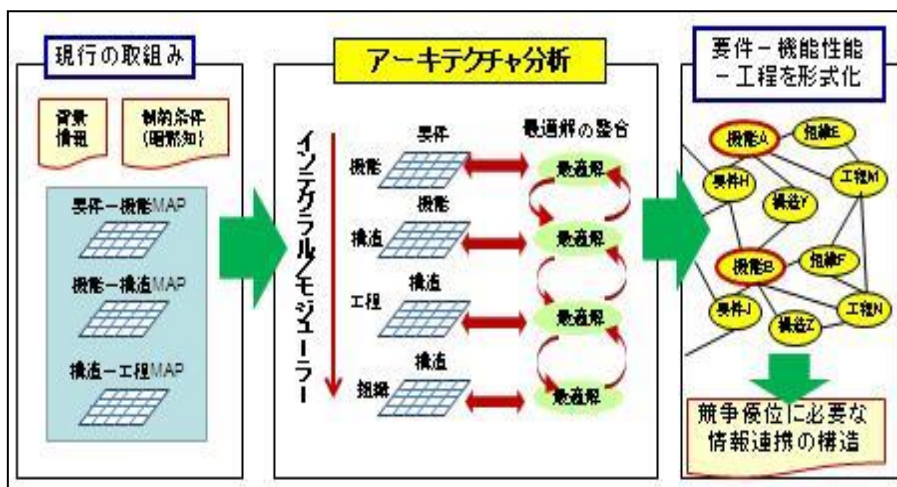 現行の取組み
背景
情報
制約条件
(暗黙知)
要件－機能MAP
機能－構造MAP
構造－工程MAP
アーキテクチャ分析
インテグラル／モジューラー
要件
機能
機能
構造
構造
工程
構造
組織
最適解の整合
最適解
最適解
最適解
最適解
要件－機能性能
－工程を形式化
機能A
組織E
要件H
工程M
構造Y
機能B
組織F
要件J
構造Z
工程N
競争優位に必要な
情報連携の構造